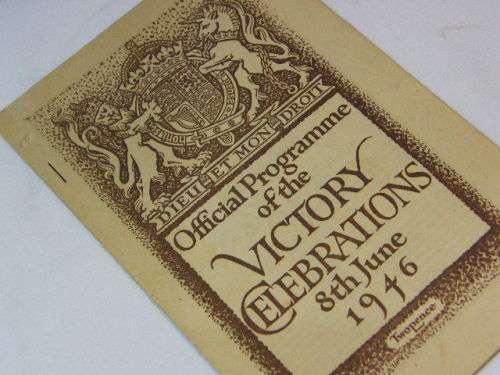 DIEU ET MON DROIT
Official Programme
of the
VICTORY
CELEBRATIONS
8th June
1946
Twopence